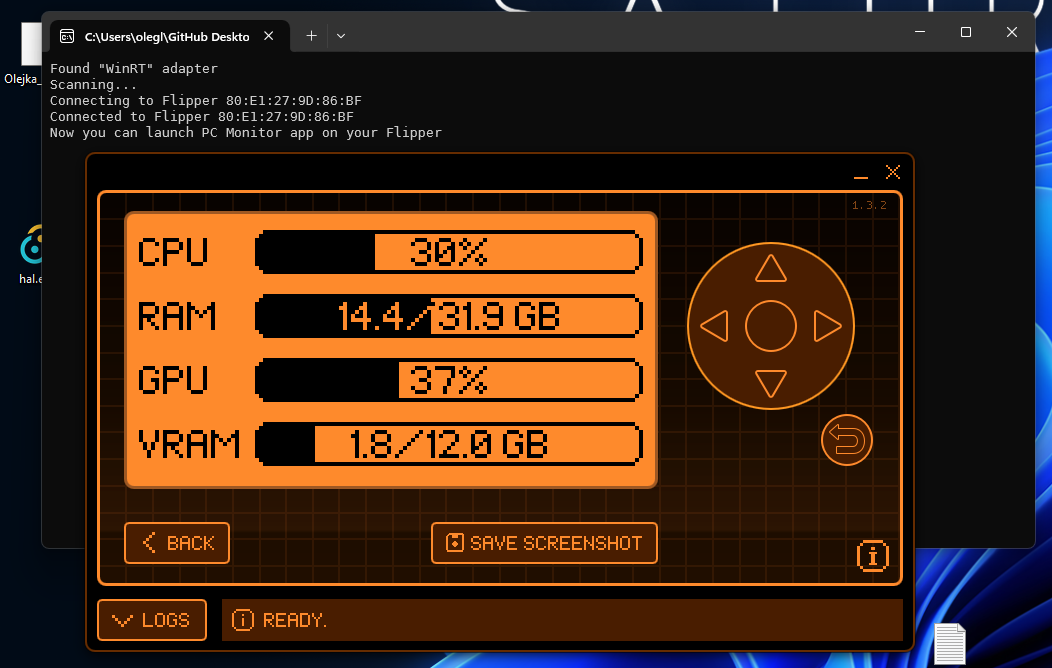 C:\Users\olegl\GitHub Deskto
Olejka_
Found "WinRT" adapter
Scanning...
Connecting to Flipper 80:E1:27:9D:86:BF
Connected to Flipper 80:E1:27:9D:86:BF
Now you can launch PC Monitor app on your Flipper
1.3.2
CPU 30%
hal.e
RAM 14.4/31.9 GB
GPU 37%
VRAM 1.8/12.0 GB
BACK
SAVE SCREENSHOT
LOGS
READY.